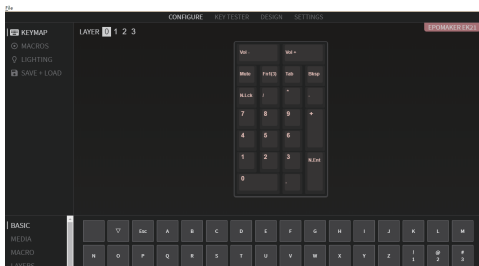 File
CONFIGURE KEY TESTER DESIGN SETTINGS
EPOMAKER EK21
KEYMAP
MACROS
LIGHTING
SAVE + LOAD
LAYER 0 1 2 3
Vol - Vol +
Mute Fn1(3) Tab Bksp
N.Lck / * -
7 8 9 +
4 5 6
1 2 3 N.Ent
0 .
BASIC
MEDIA
MACRO
LAYERS
▽ Esc A B C D E F G H I J K L M
N O P Q R S T U V W X Y Z ! 1 @ 2 # 3